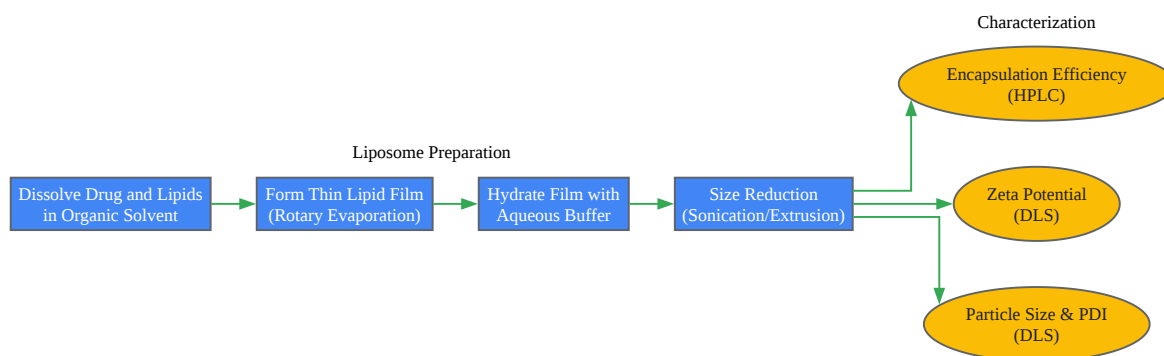 Characterization
Encapsulation Efficiency
(HPLC)
Liposome Preparation
Dissolve Drug and Lipids
in Organic Solvent
Form Thin Lipid Film
(Rotary Evaporation)
Hydrate Film with
Aqueous Buffer
Size Reduction
(Sonication/Extrusion)
Zeta Potential
(DLS)
Particle Size & PDI
(DLS)